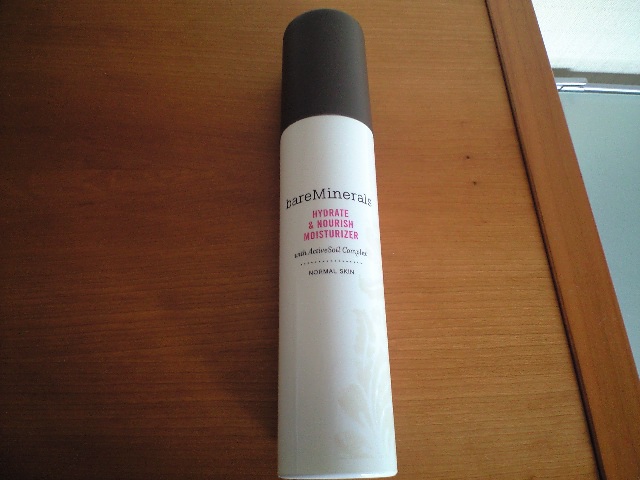 bareMinerals
HYDRATE
& NOURISH
MOISTURIZER
with ActiveSoil Complex
NORMAL SKIN